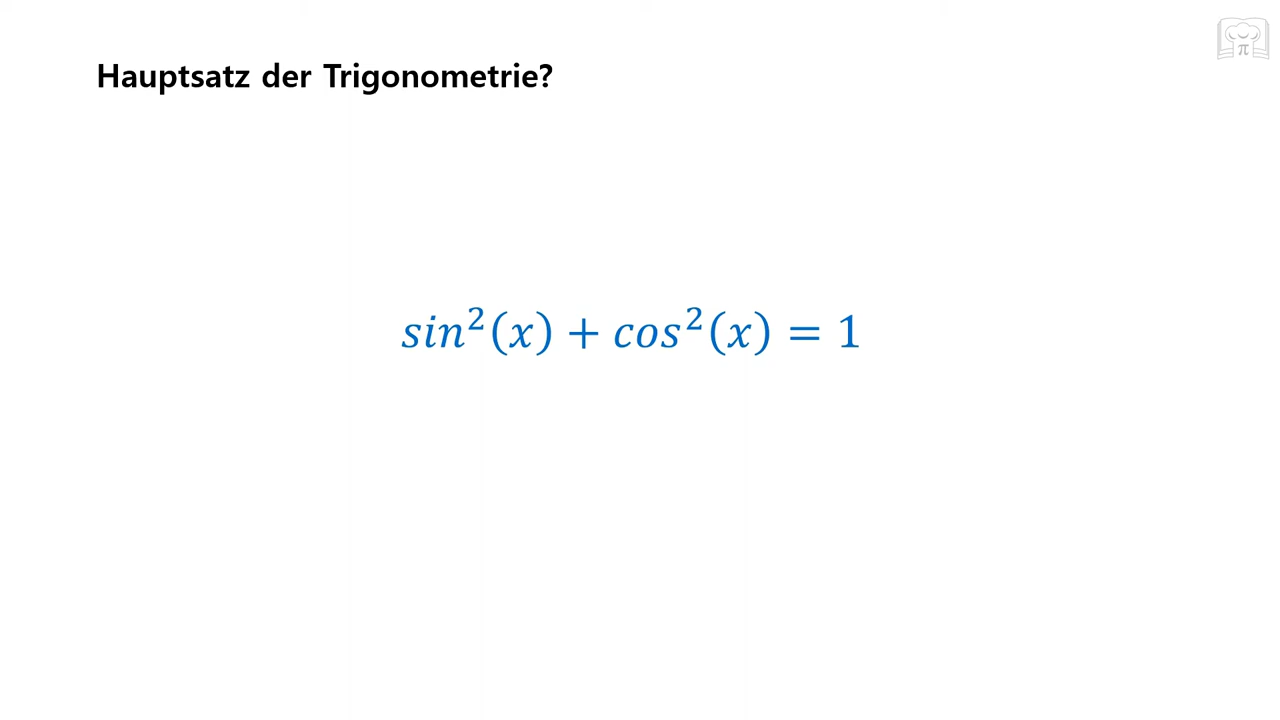 Hauptsatz der Trigonometrie?
sin²(x) + cos²(x) = 1
π